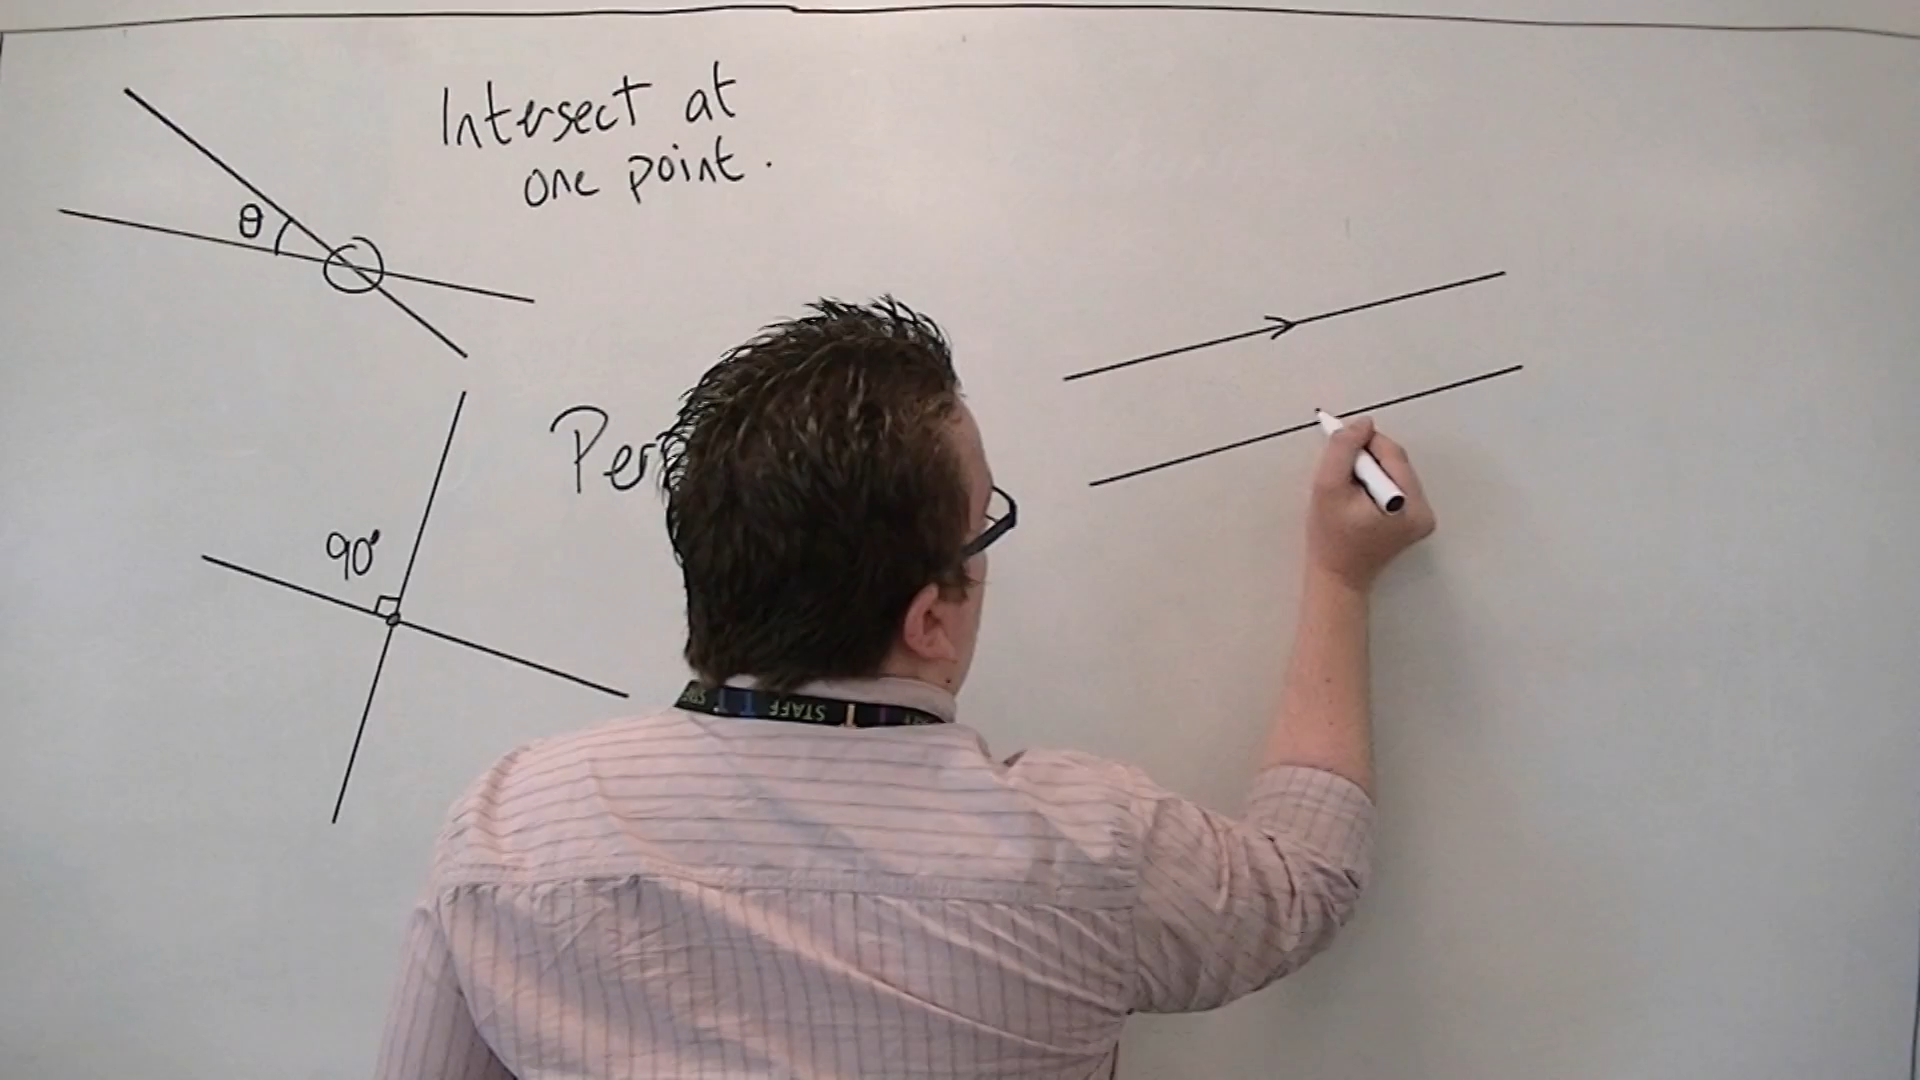 Intersect at
one point.
θ
Per
90°
STAFF